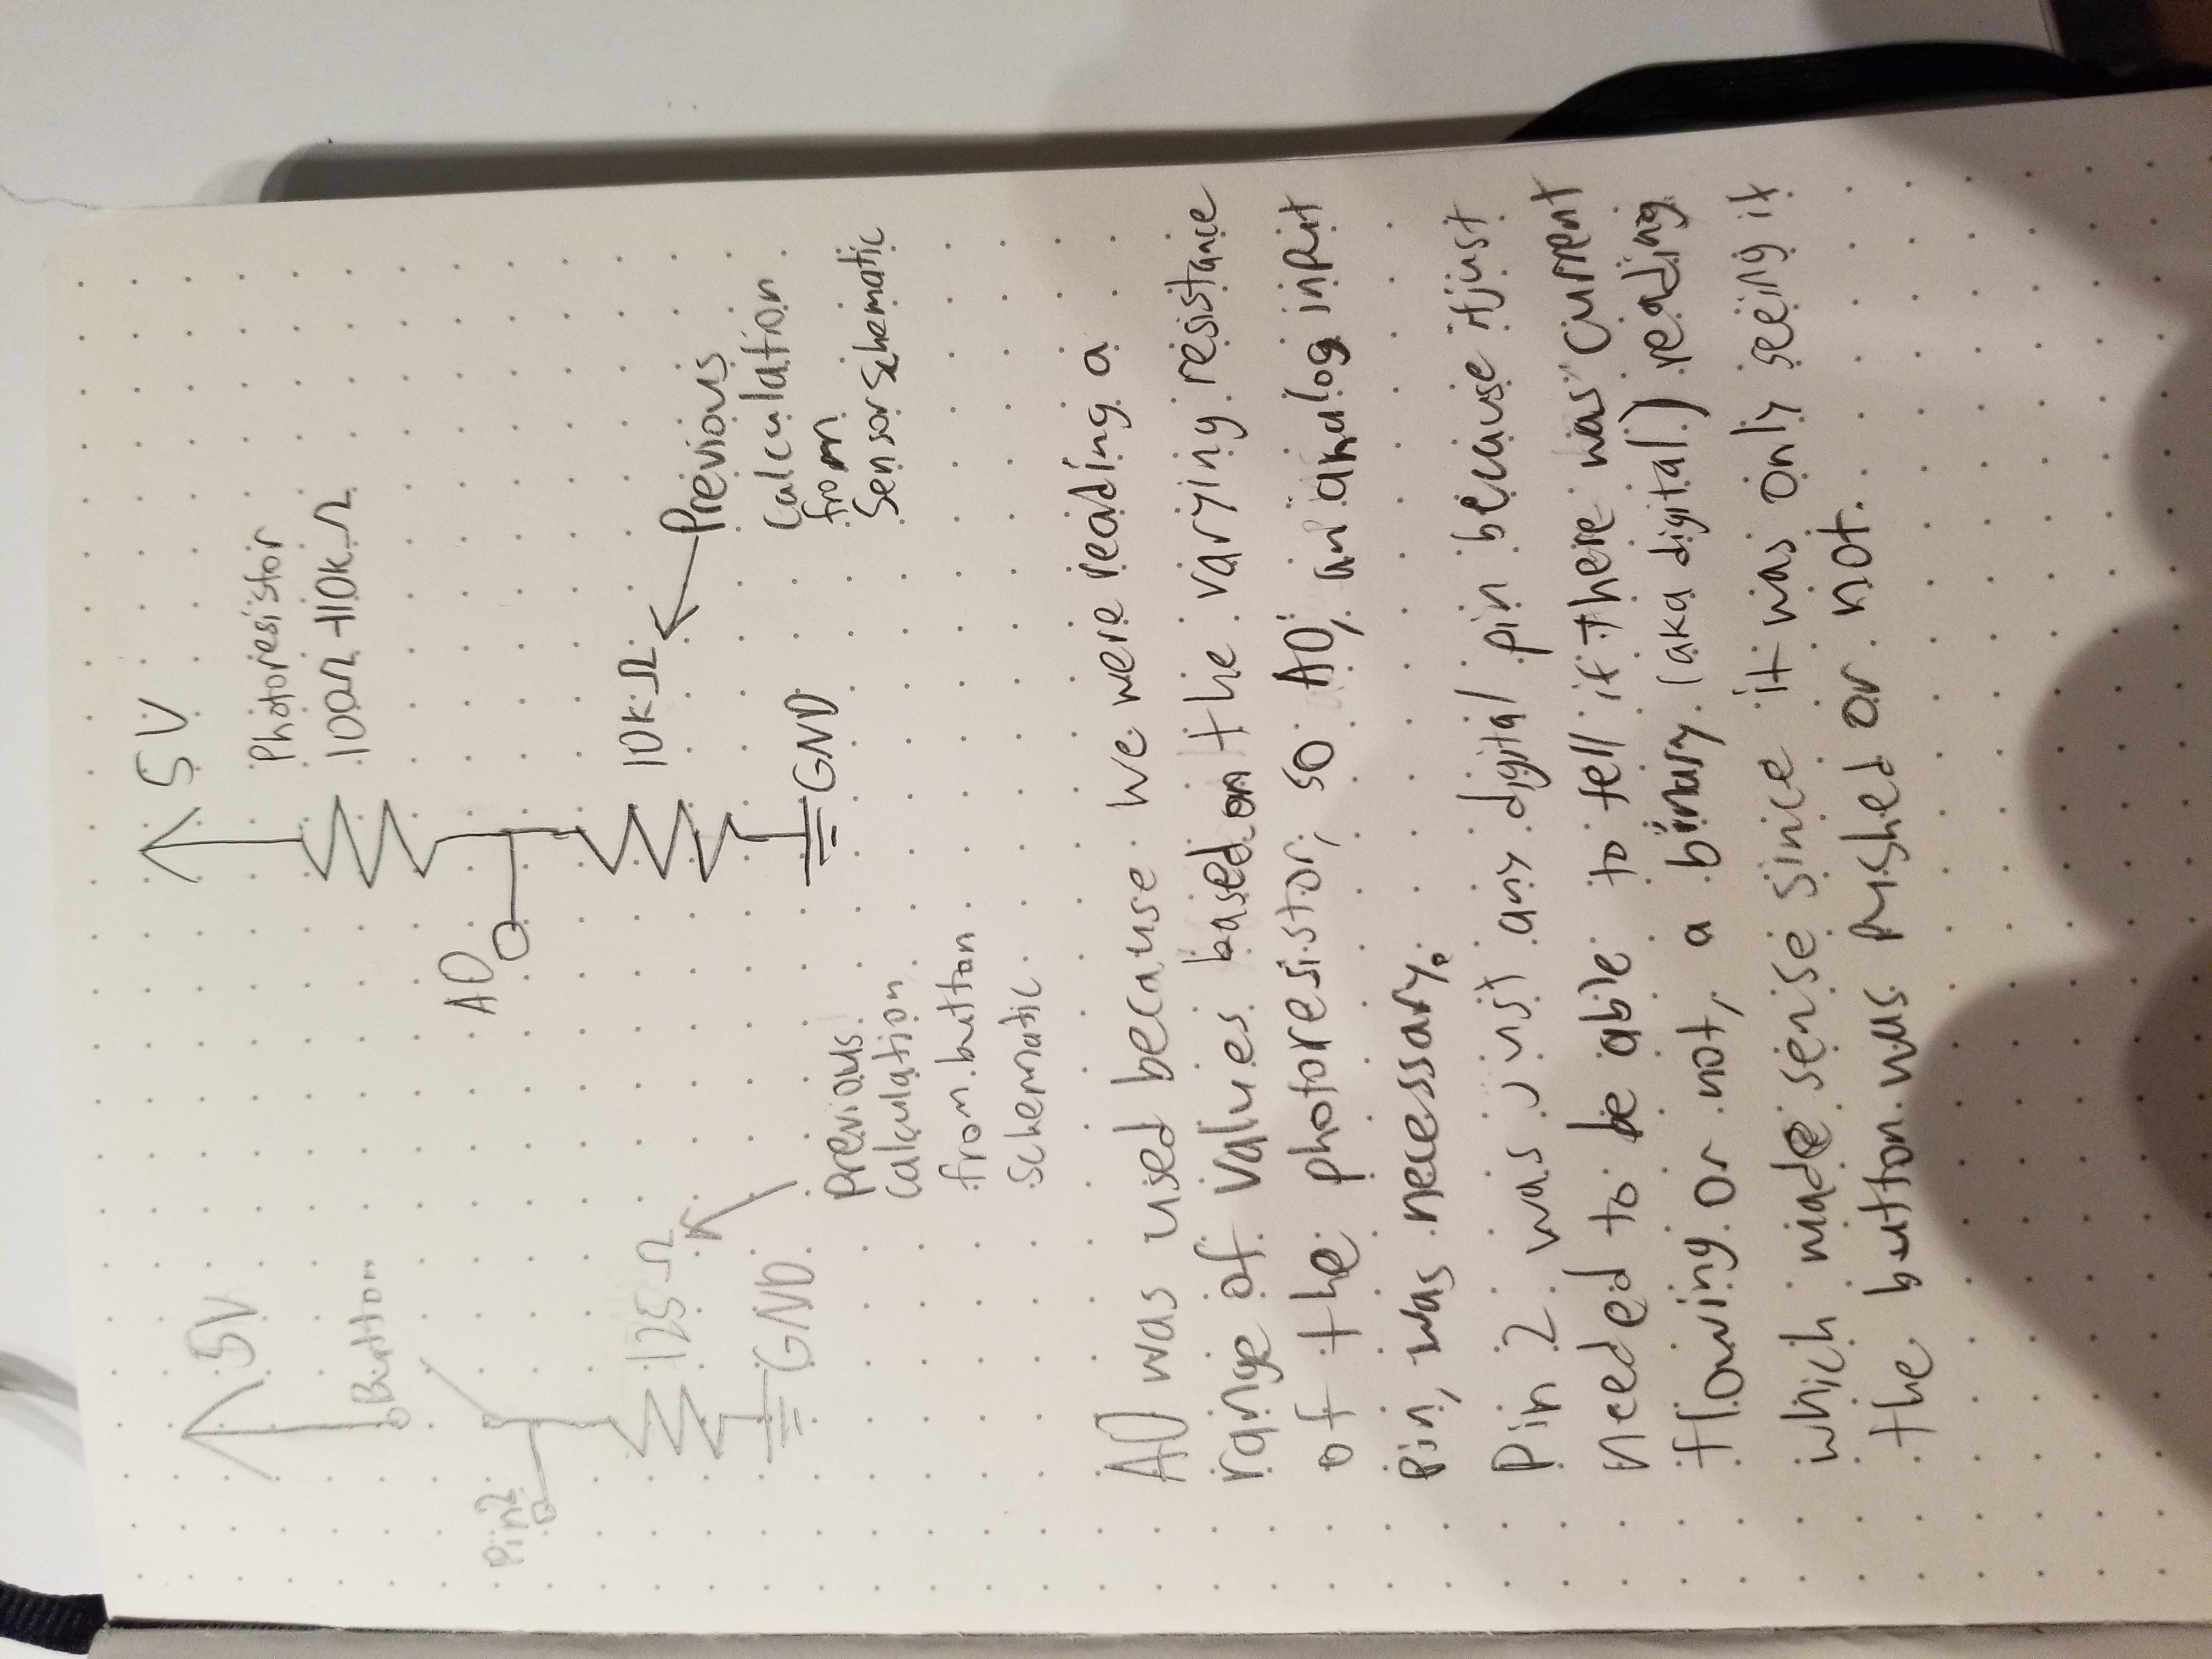 5V
Button
Pin2
125Ω
GND
Previous
calculation
from button
schematic
5V
Photoresistor
100Ω-10kΩ
A0
10kΩ
GND
Previous
calculation
from
Sensor schematic
A0 was used because we were reading a
range of values based on the varying resistance
of the photoresistor, so A0, an analog input
pin, was necessary.
Pin 2 was just any digital pin because it just
needed to be able to tell if there was current
flowing or not, a binary (aka digital) reading
which made sense since it was only seeing if
the button was pushed or not.